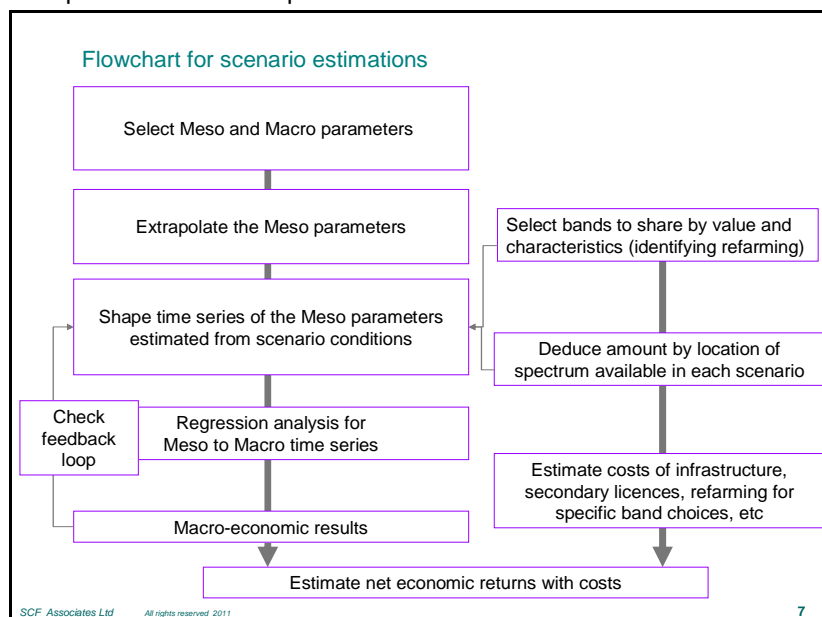 Flowchart for scenario estimations
Select Meso and Macro parameters
Extrapolate the Meso parameters
Shape time series of the Meso parameters
estimated from scenario conditions
Check
feedback
loop
Regression analysis for
Meso to Macro time series
Macro-economic results
Select bands to share by value and
characteristics (identifying refarming)
Deduce amount by location of
spectrum available in each scenario
Estimate costs of infrastructure,
secondary licences, refarming for
specific band choices, etc
Estimate net economic returns with costs
SCF Associates Ltd All rights reserved 2011
7